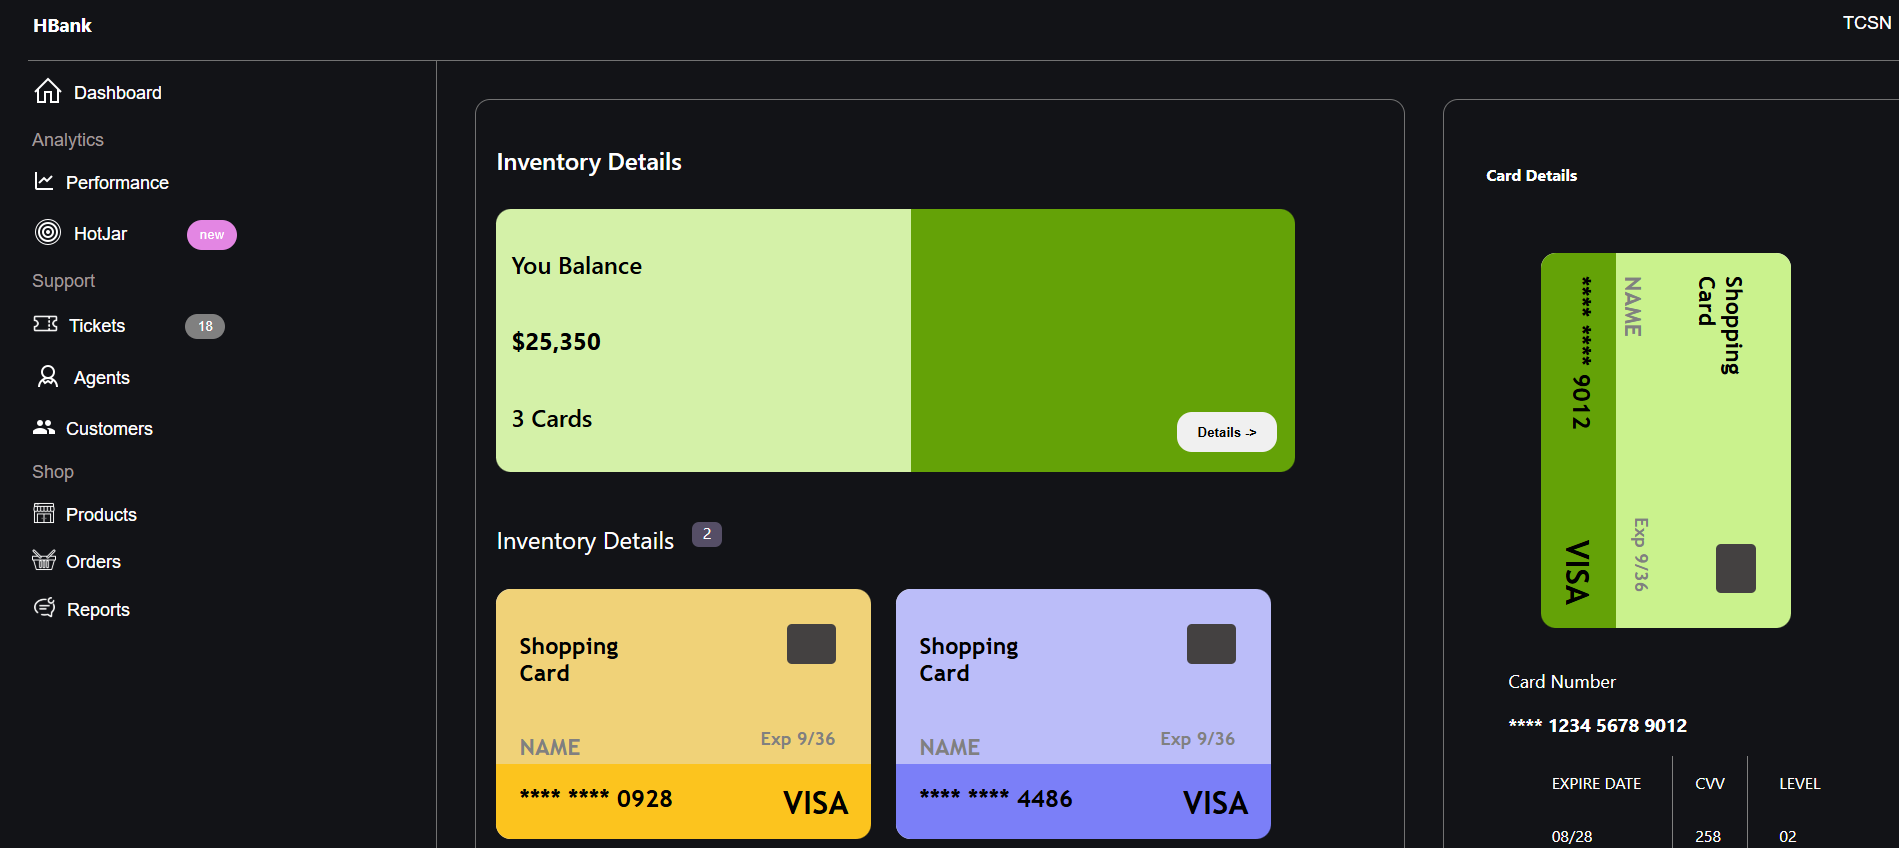 HBank
TCSN
Dashboard
Analytics
Performance
HotJar
new
Support
Tickets
18
Agents
Customers
Shop
Products
Orders
Reports
Inventory Details
You Balance
$25,350
3 Cards
Details ->
Inventory Details
2
Shopping
Card
NAME
Exp 9/36
**** **** 0928
VISA
Shopping
Card
NAME
Exp 9/36
**** **** 4486
VISA
Card Details
Shopping
Card
NAME
Exp 9/36
**** **** 9012
VISA
Card Number
**** 1234 5678 9012
EXPIRE DATE
CVV
LEVEL
08/28
258
02